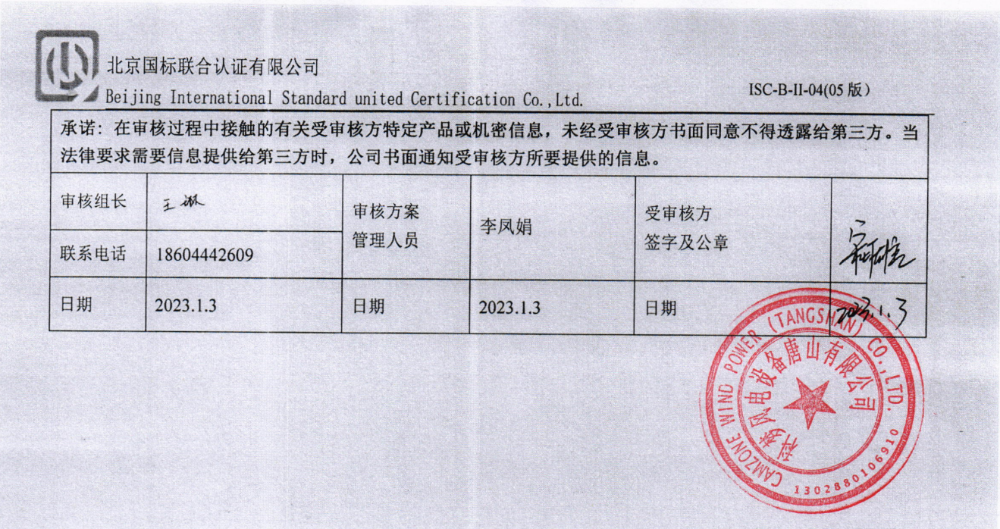 北京国标联合认证有限公司
Beijing International Standard united Certification Co.,Ltd.
ISC-B-II-04(05 版)
承诺：在审核过程中接触的有关受审核方特定产品或机密信息，未经受审核方书面同意不得透露给第三方。当
法律要求需要信息提供给第三方时，公司书面通知受审核方所要提供的信息。
审核组长
王
审核方案
管理人员
李凤娟
受审核方
签字及公章
联系电话
18604442609
日期
2023.1.3
日期
2023.1.3
日期
2023.1.3
CAMZONE WIND POWER (TANGSHAN) CO.,LTD.
科梦风电设备唐山有限公司
1302880106910